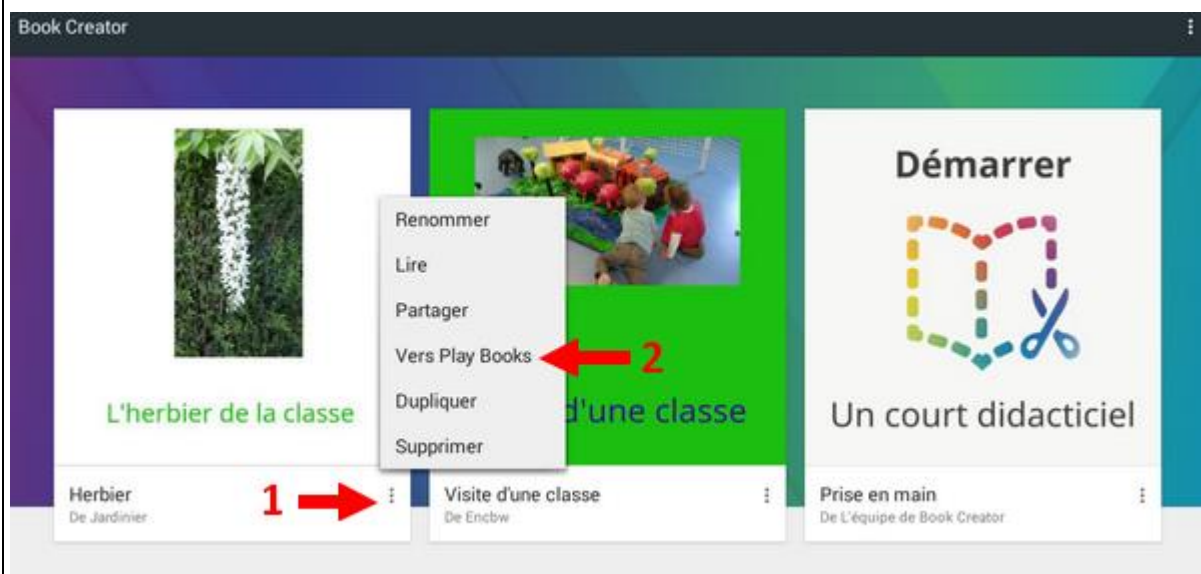 Book Creator
Démarrer
Renommer
Lire
Partager
Vers Play Books
2
Dupliquer
Supprimer
L'herbier de la classe
d'une classe
Un court didacticiel
Herbier
De Jardinier
1
Visite d'une classe
De Encbw
Prise en main
De L'équipe de Book Creator